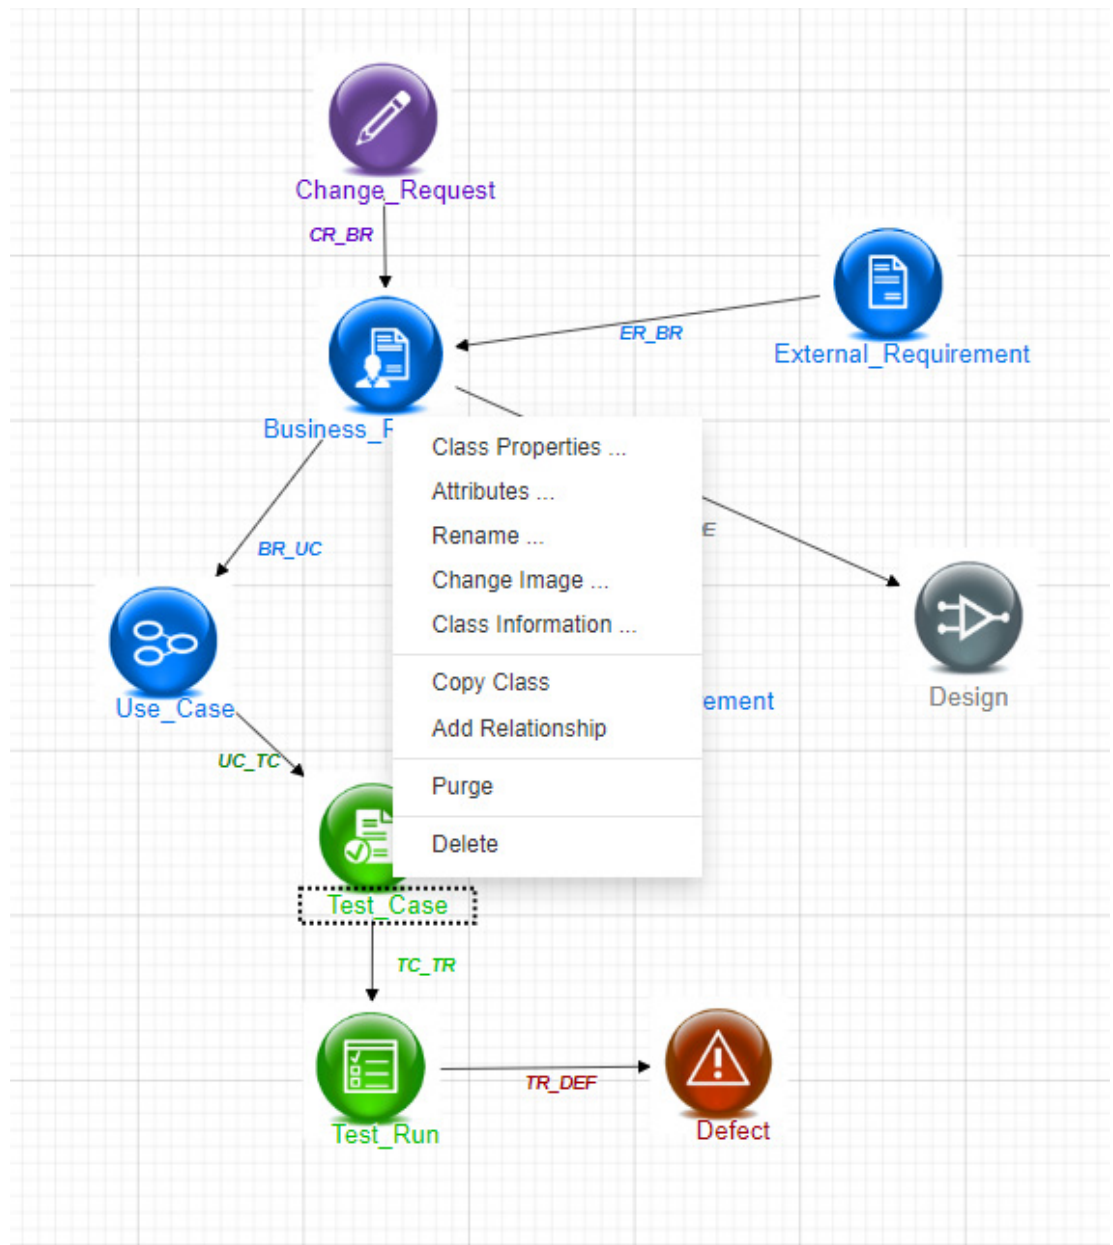 Change_Request
CR_BR
ER_BR
External_Requirement
Business_R
Class Properties ...
Attributes ...
Rename ...
Change Image ...
Class Information ...
Copy Class
Add Relationship
Purge
Delete
E
BR_UC
Use_Case
ement
Design
UC_TC
Test_Case
TC_TR
Test_Run
TR_DEF
Defect